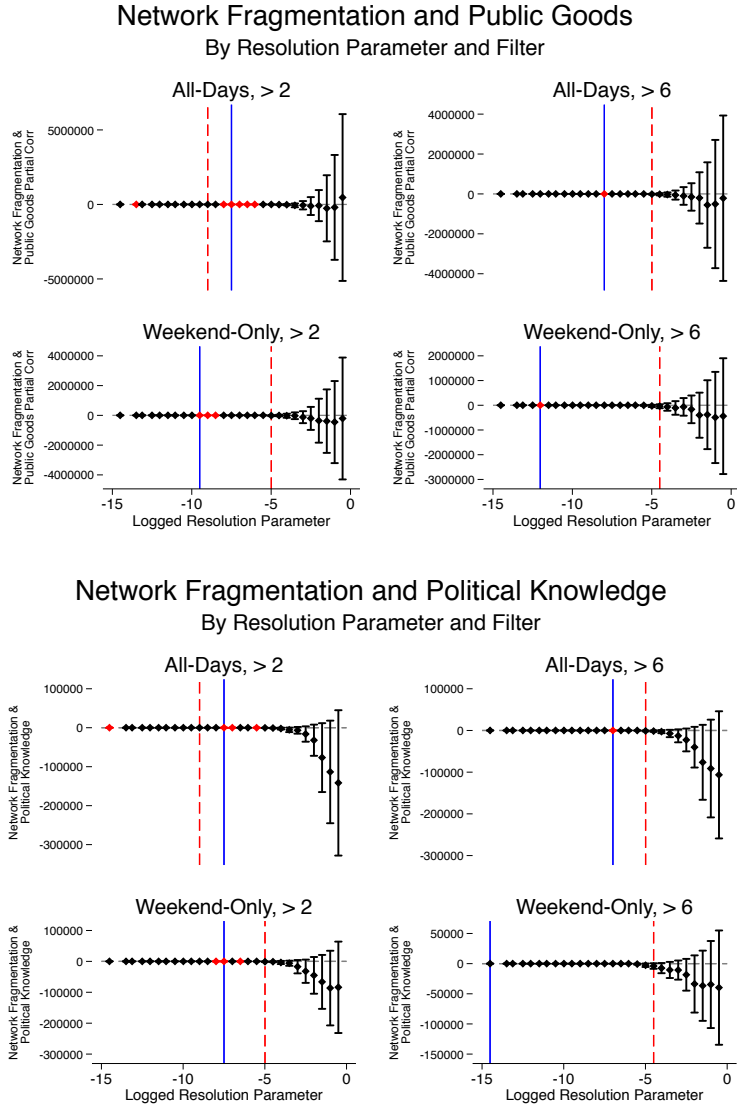 Network Fragmentation and Public Goods
By Resolution Parameter and Filter
All-Days, > 2
Network Fragmentation &
Public Goods Partial Corr
5000000
0
-5000000
All-Days, > 6
Network Fragmentation &
Public Goods Partial Corr
4000000
2000000
0
-2000000
-4000000
Weekend-Only, > 2
Network Fragmentation &
Public Goods Partial Corr
4000000
2000000
0
-2000000
-4000000
-15 -10 -5 0
Logged Resolution Parameter
Weekend-Only, > 6
Network Fragmentation &
Public Goods Partial Corr
2000000
1000000
0
-1000000
-2000000
-3000000
-15 -10 -5 0
Logged Resolution Parameter
Network Fragmentation and Political Knowledge
By Resolution Parameter and Filter
All-Days, > 2
Network Fragmentation &
Political Knowledge
100000
0
-100000
-200000
-300000
All-Days, > 6
Network Fragmentation &
Political Knowledge
100000
0
-100000
-200000
-300000
Weekend-Only, > 2
Network Fragmentation &
Political Knowledge
100000
0
-100000
-200000
-300000
-15 -10 -5 0
Logged Resolution Parameter
Weekend-Only, > 6
Network Fragmentation &
Political Knowledge
50000
0
-50000
-100000
-150000
-15 -10 -5 0
Logged Resolution Parameter